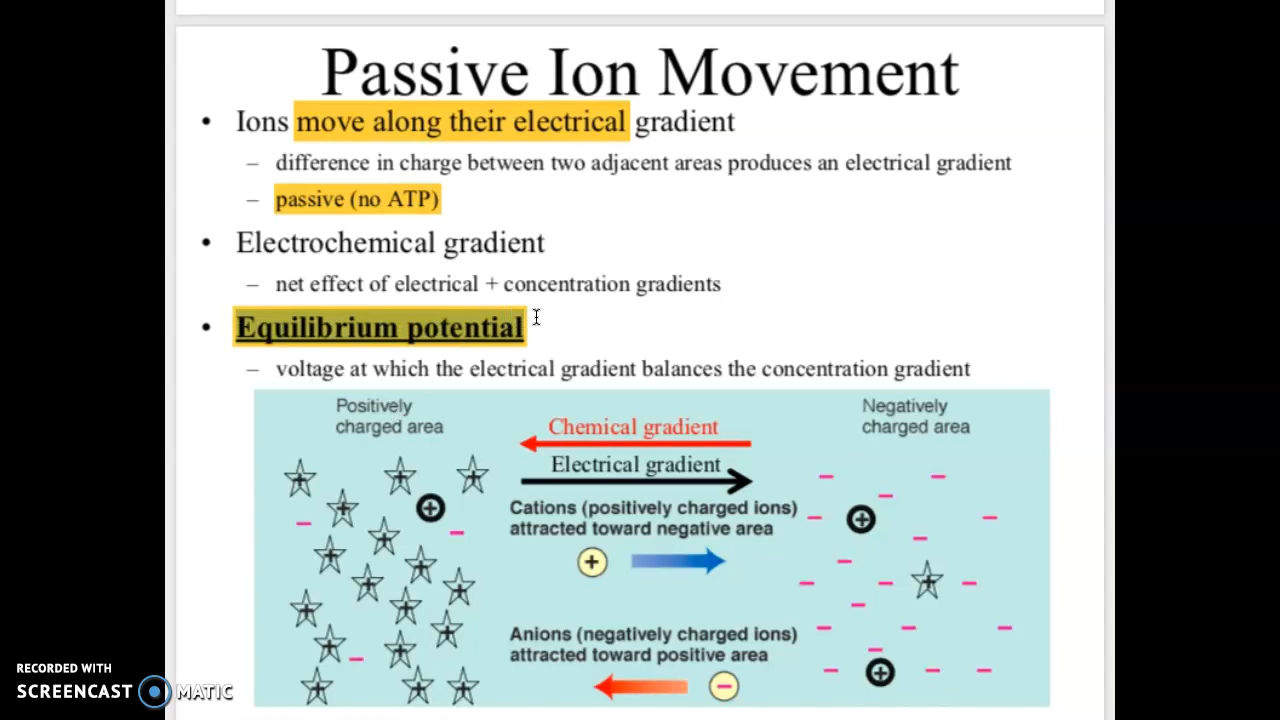 Passive Ion Movement
• Ions move along their electrical gradient
– difference in charge between two adjacent areas produces an electrical gradient
– passive (no ATP)
• Electrochemical gradient
– net effect of electrical + concentration gradients
• Equilibrium potential
– voltage at which the electrical gradient balances the concentration gradient
Positively
charged area
Chemical gradient
Electrical gradient
Negatively
charged area
Cations (positively charged ions)
attracted toward negative area
Anions (negatively charged ions)
attracted toward positive area
RECORDED WITH
SCREENCAST MATIC